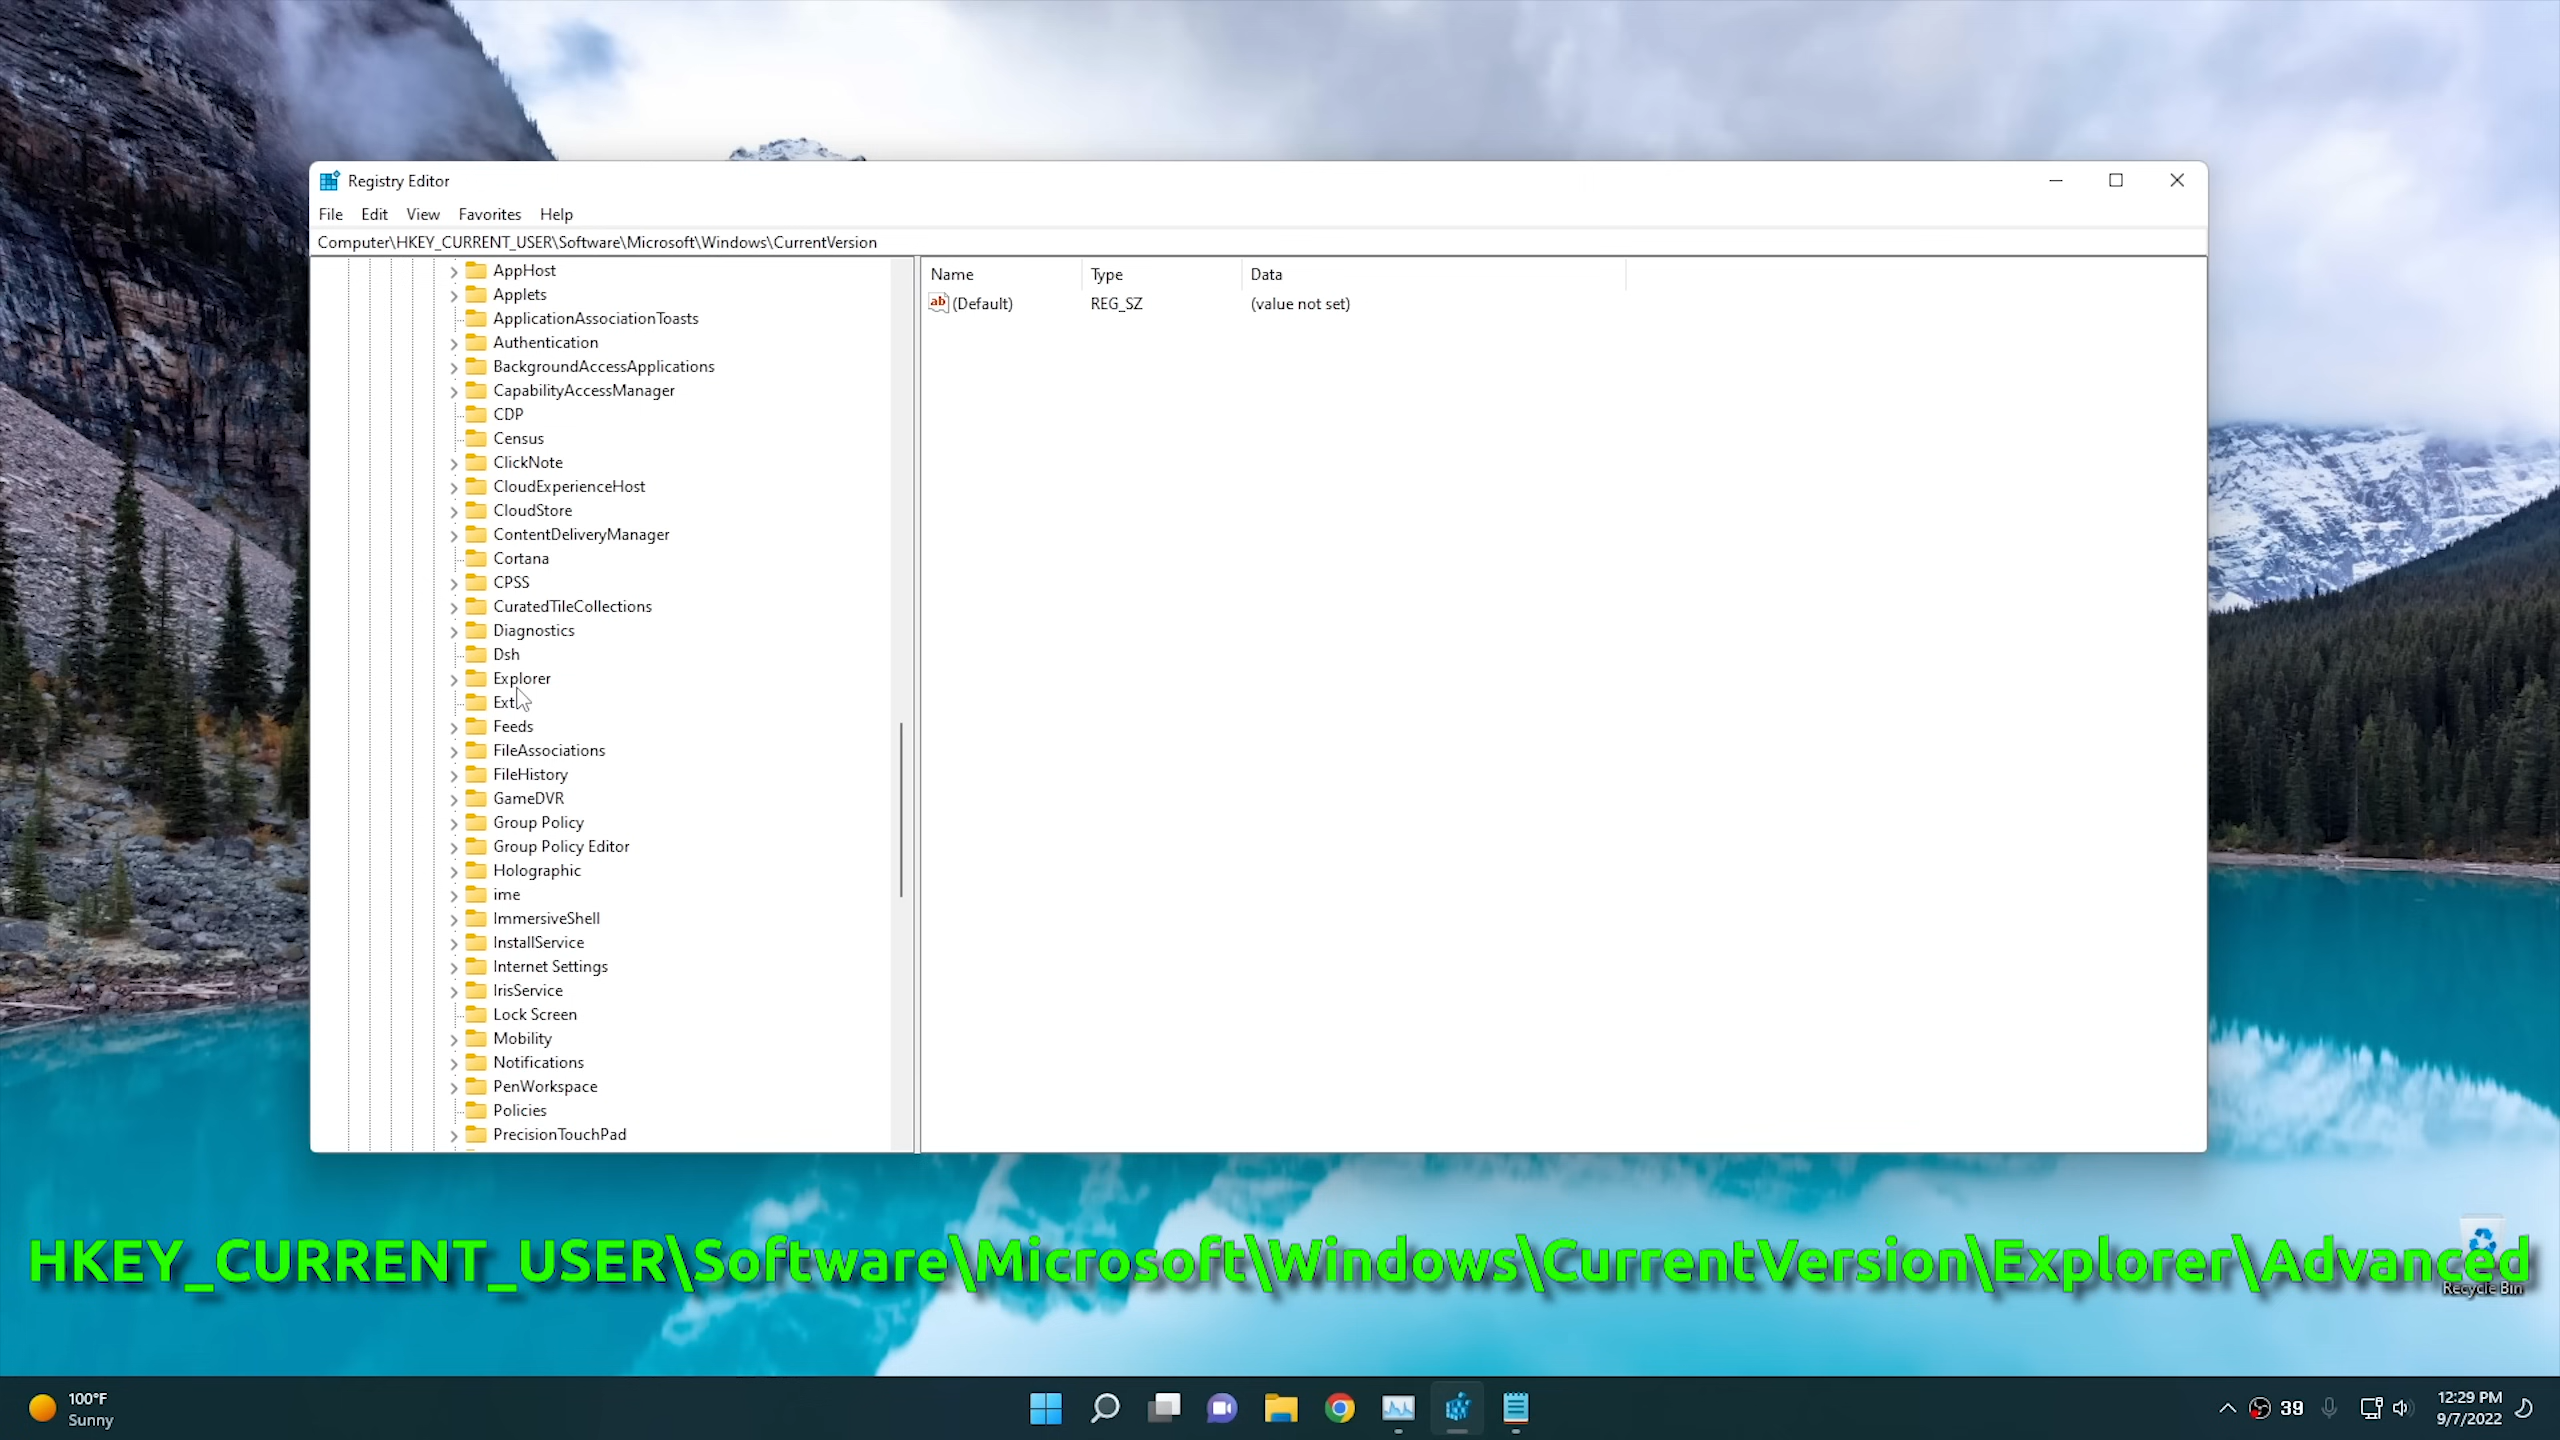 Registry Editor
File Edit View Favorites Help
Computer\HKEY_CURRENT_USER\Software\Microsoft\Windows\CurrentVersion
AppHost
Applets
ApplicationAssociationToasts
Authentication
BackgroundAccessApplications
CapabilityAccessManager
CDP
Census
ClickNote
CloudExperienceHost
CloudStore
ContentDeliveryManager
Cortana
CPSS
CuratedTileCollections
Diagnostics
Dsh
Explorer
Ext
Feeds
FileAssociations
FileHistory
GameDVR
Group Policy
Group Policy Editor
Holographic
ime
ImmersiveShell
InstallService
Internet Settings
IrisService
Lock Screen
Mobility
Notifications
PenWorkspace
Policies
PrecisionTouchPad
Name Type Data
ab (Default) REG_SZ (value not set)
HKEY_CURRENT_USER\Software\Microsoft\Windows\CurrentVersion\Explorer\Advanced
Recycle Bin
100°F
Sunny
39
12:29 PM
9/7/2022